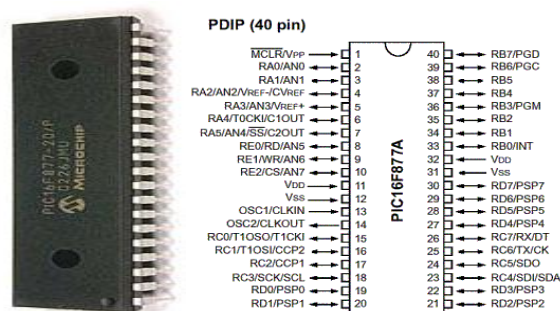 PIC16F877-20/P
0226JMU
MICROCHIP
PDIP (40 pin)
MCLR/VPP 1
RA0/AN0 2
RA1/AN1 3
RA2/AN2/VREF-/CVREF 4
RA3/AN3/VREF+ 5
RA4/T0CKI/C1OUT 6
RA5/AN4/SS/C2OUT 7
RE0/RD/AN5 8
RE1/WR/AN6 9
RE2/CS/AN7 10
VDD 11
VSS 12
OSC1/CLKIN 13
OSC2/CLKOUT 14
RC0/T1OSO/T1CKI 15
RC1/T1OSI/CCP2 16
RC2/CCP1 17
RC3/SCK/SCL 18
RD0/PSP0 19
RD1/PSP1 20
PIC16F877A
40 RB7/PGD
39 RB6/PGC
38 RB5
37 RB4
36 RB3/PGM
35 RB2
34 RB1
33 RB0/INT
32 VDD
31 VSS
30 RD7/PSP7
29 RD6/PSP6
28 RD5/PSP5
27 RD4/PSP4
26 RC7/RX/DT
25 RC6/TX/CK
24 RC5/SDO
23 RC4/SDI/SDA
22 RD3/PSP3
21 RD2/PSP2